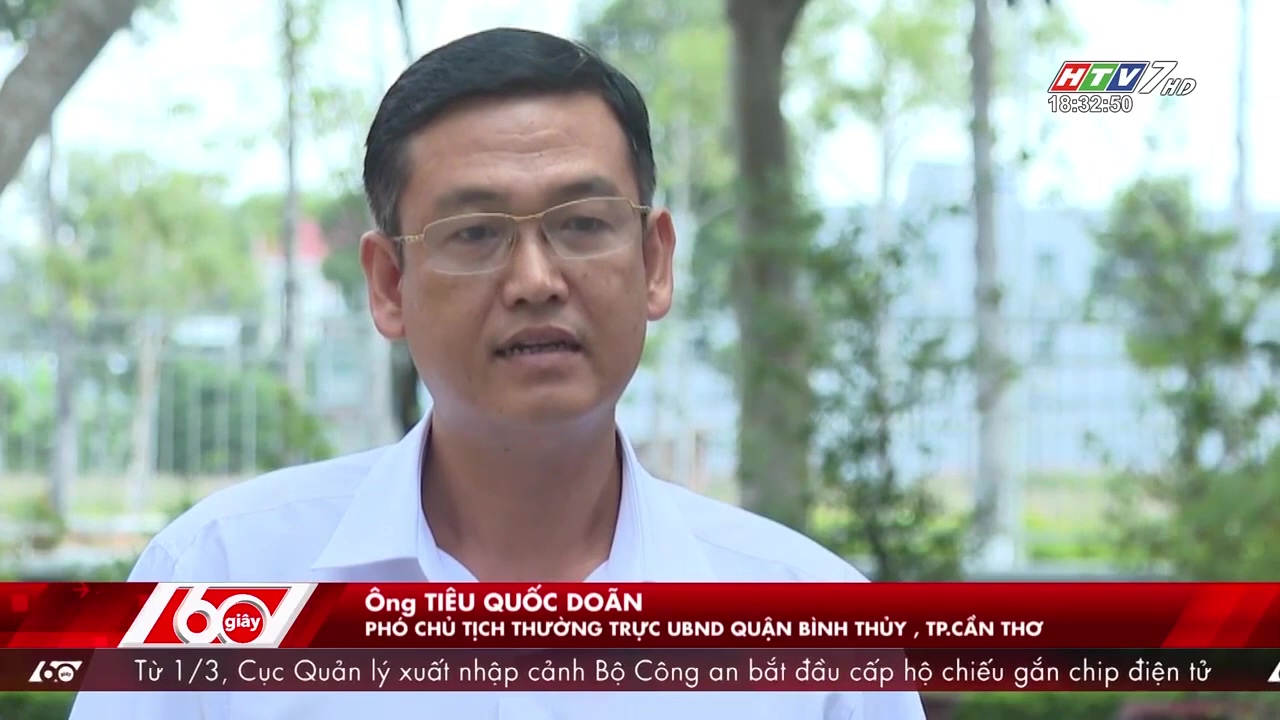 HTV7 HD
18:32:50
60 giây
Ông TIÊU QUỐC DOÃN
PHÓ CHỦ TỊCH THƯỜNG TRỰC UBND QUẬN BÌNH THỦY , TP.CẦN THƠ
60 giây
Từ 1/3, Cục Quản lý xuất nhập cảnh Bộ Công an bắt đầu cấp hộ chiếu gắn chip điện tử